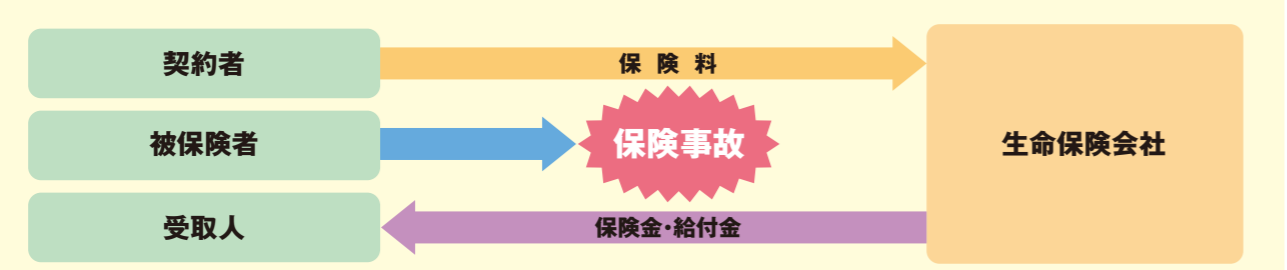 契約者
保険料
被保険者
保険事故
生命保険会社
受取人
保険金・給付金